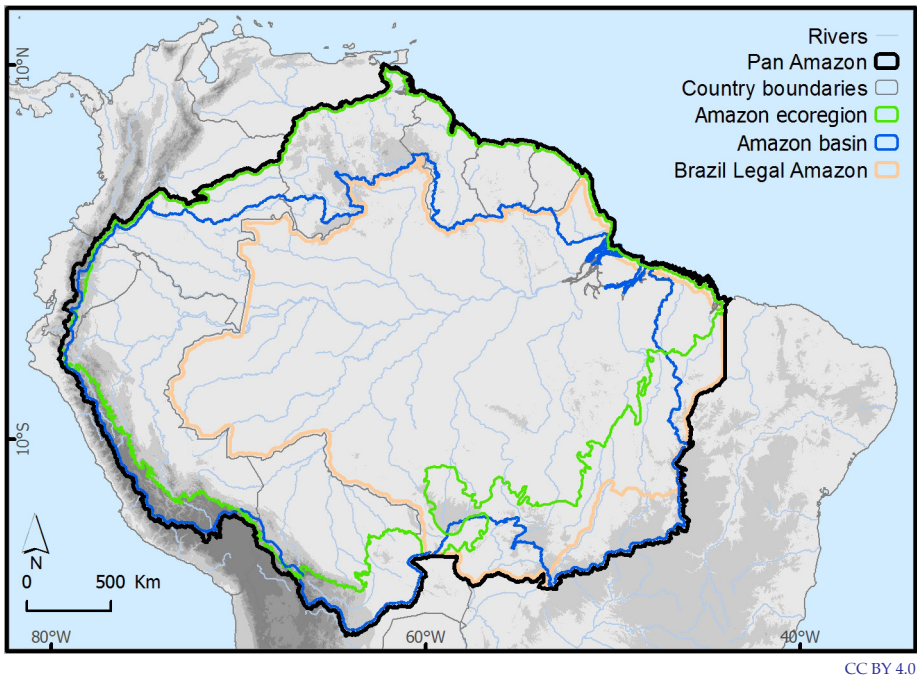 Rivers
Pan Amazon
Country boundaries
Amazon ecoregion
Amazon basin
Brazil Legal Amazon
10°N
10°S
N
0 500 Km
80°W 60°W 40°W
CC BY 4.0